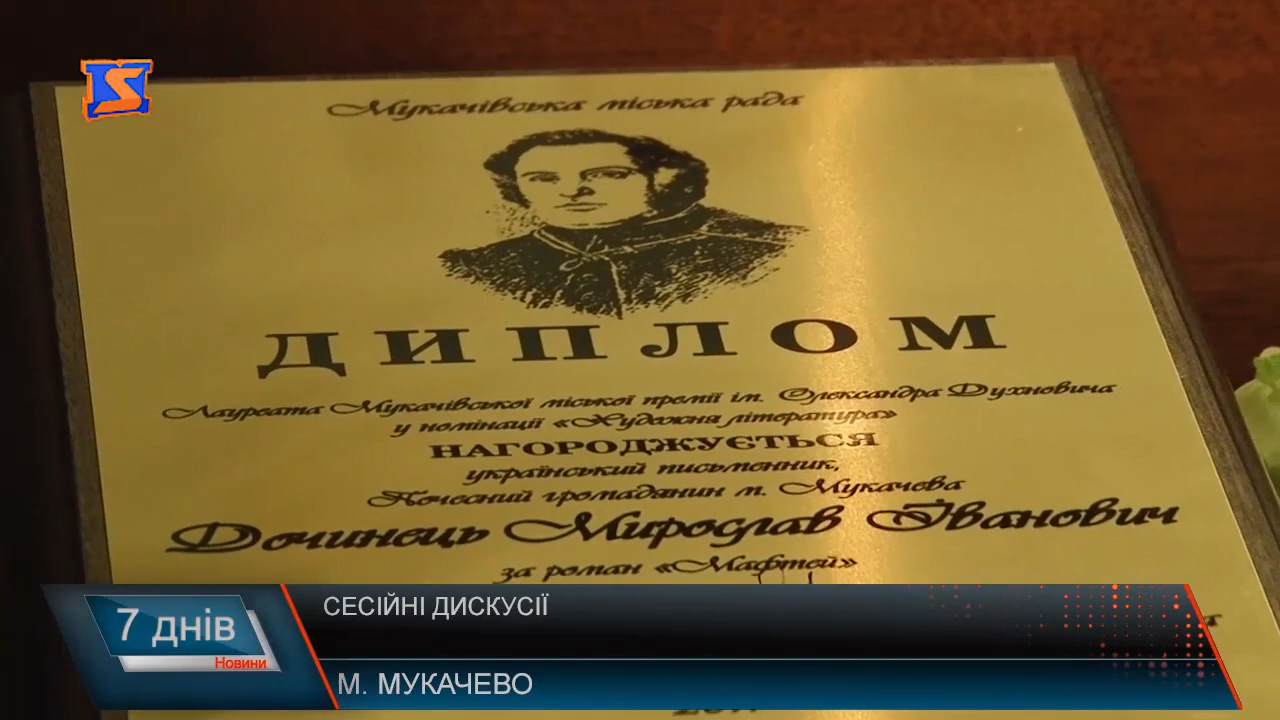 Мукачівська міська рада
ДИПЛОМ
Лауреата Мукачівської міської премії ім. Олександра Духновича
у номінації «Художня література»
НАГОРОДЖУЄТЬСЯ
український письменник,
Почесний громадянин м. Мукачева
Дочинець Мирослав Іванович
за роман «Мафтей»
7 днів
Новини
СЕСІЙНІ ДИСКУСІЇ
М. МУКАЧЕВО